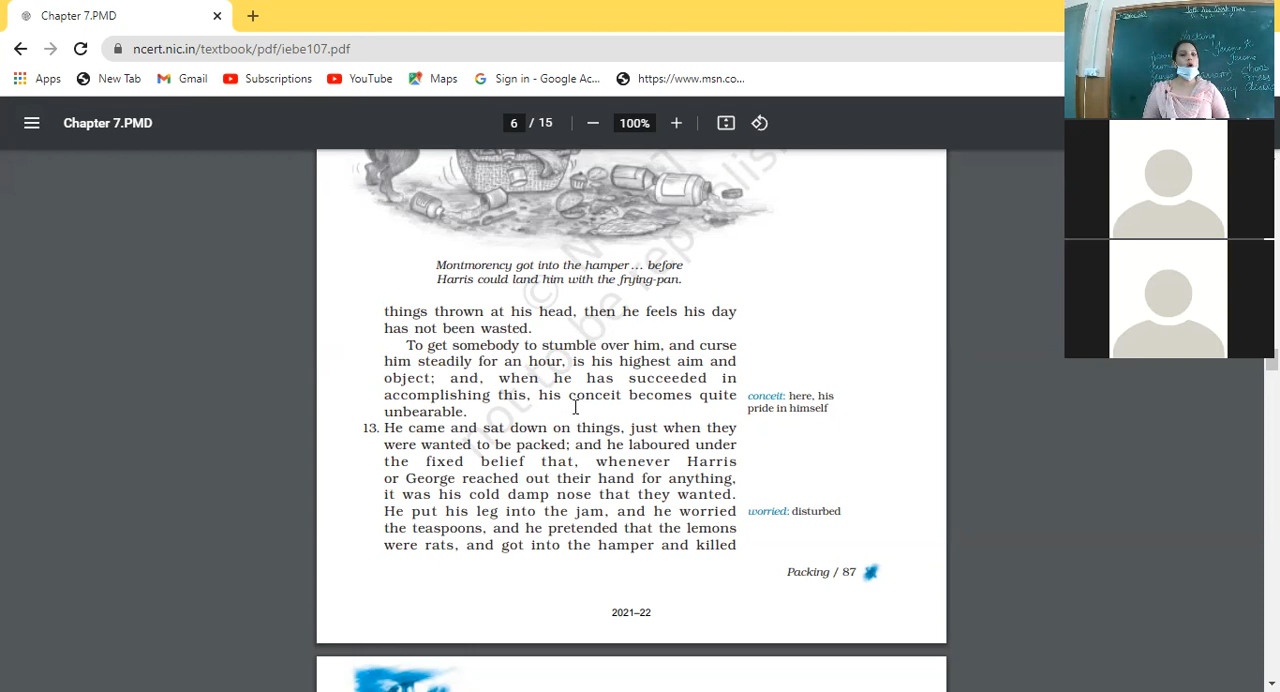 Chapter 7.PMD
ncert.nic.in/textbook/pdf/iebe107.pdf
Apps New Tab Gmail Subscriptions YouTube Maps Sign in - Google Ac... https://www.msn.co...
Chapter 7.PMD 6 / 15 100%
Montmorency got into the hamper... before
Harris could land him with the frying-pan.
things thrown at his head, then he feels his day
has not been wasted.
To get somebody to stumble over him, and curse
him steadily for an hour, is his highest aim and
object; and, when he has succeeded in
accomplishing this, his conceit becomes quite
unbearable.
conceit: here, his
pride in himself
13. He came and sat down on things, just when they
were wanted to be packed; and he laboured under
the fixed belief that, whenever Harris
or George reached out their hand for anything,
it was his cold damp nose that they wanted.
He put his leg into the jam, and he worried
the teaspoons, and he pretended that the lemons
were rats, and got into the hamper and killed
worried: disturbed
Packing / 87
2021–22
not to be republish
Packing
Jerome